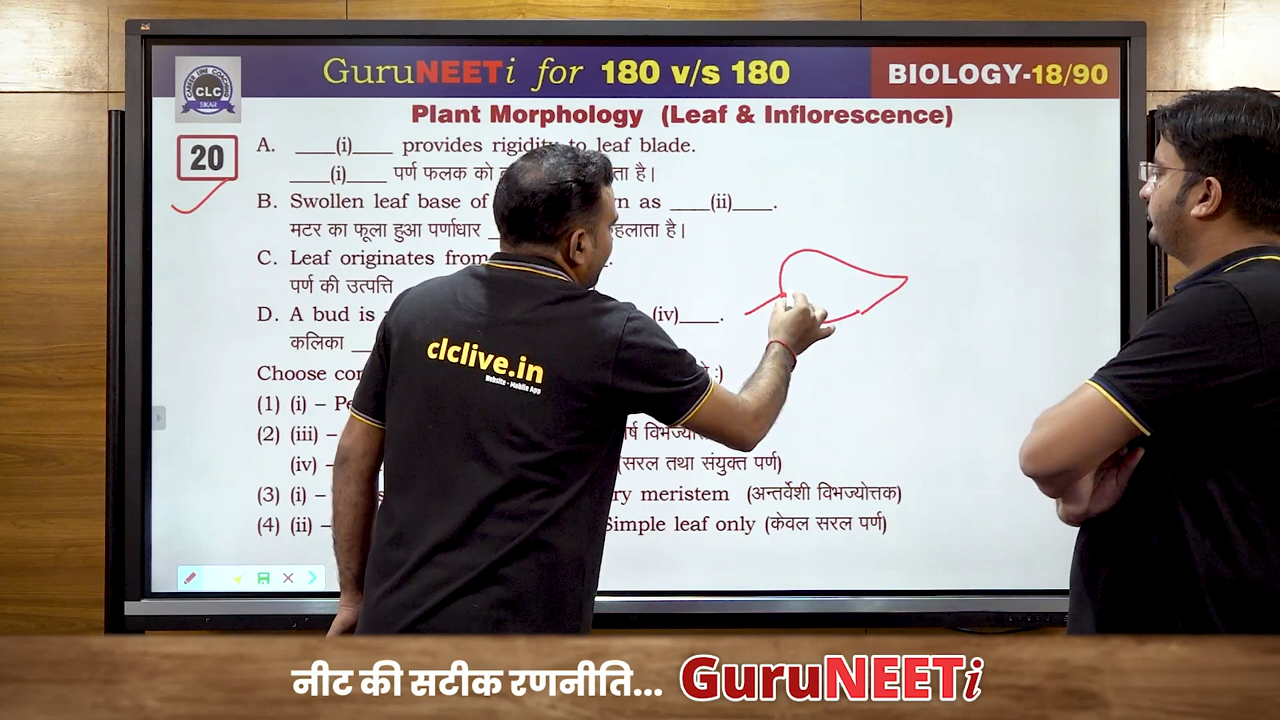 CAREER LINE COACHING
CLC
SIKAR
GuruNEETi for 180 v/s 180
BIOLOGY-18/90
Plant Morphology (Leaf & Inflorescence)
20
A. ____(i)____ provides rigidity to leaf blade.
____(i)____ पर्ण फलक को ता है।
B. Swollen leaf base of as ____(ii)____.
मटर का फूला हुआ पर्णाधार हलाता है।
C. Leaf originates from
पर्ण की उत्पत्ति
D. A bud is (iv)____.
कलिका
Choose
(1) (i) –
(2) (iii) –
(iv) – (सरल तथा संयुक्त पर्ण)
(3) (i) – meristem (अन्तर्वेशी विभज्योत्तक)
(4) (ii) – Simple leaf only (केवल सरल पर्ण)
clclive.in
Website - Mobile App
नीट की सटीक रणनीति... GuruNEETi